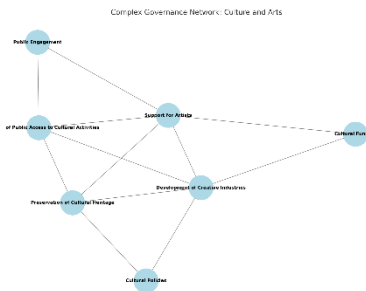 Complex Governance Network: Culture and Arts
Public Engagement
Support for Artists
of Public Access to Cultural Activities
Cultural Fun
Development of Creative Industries
Preservation of Cultural Heritage
Cultural Policies